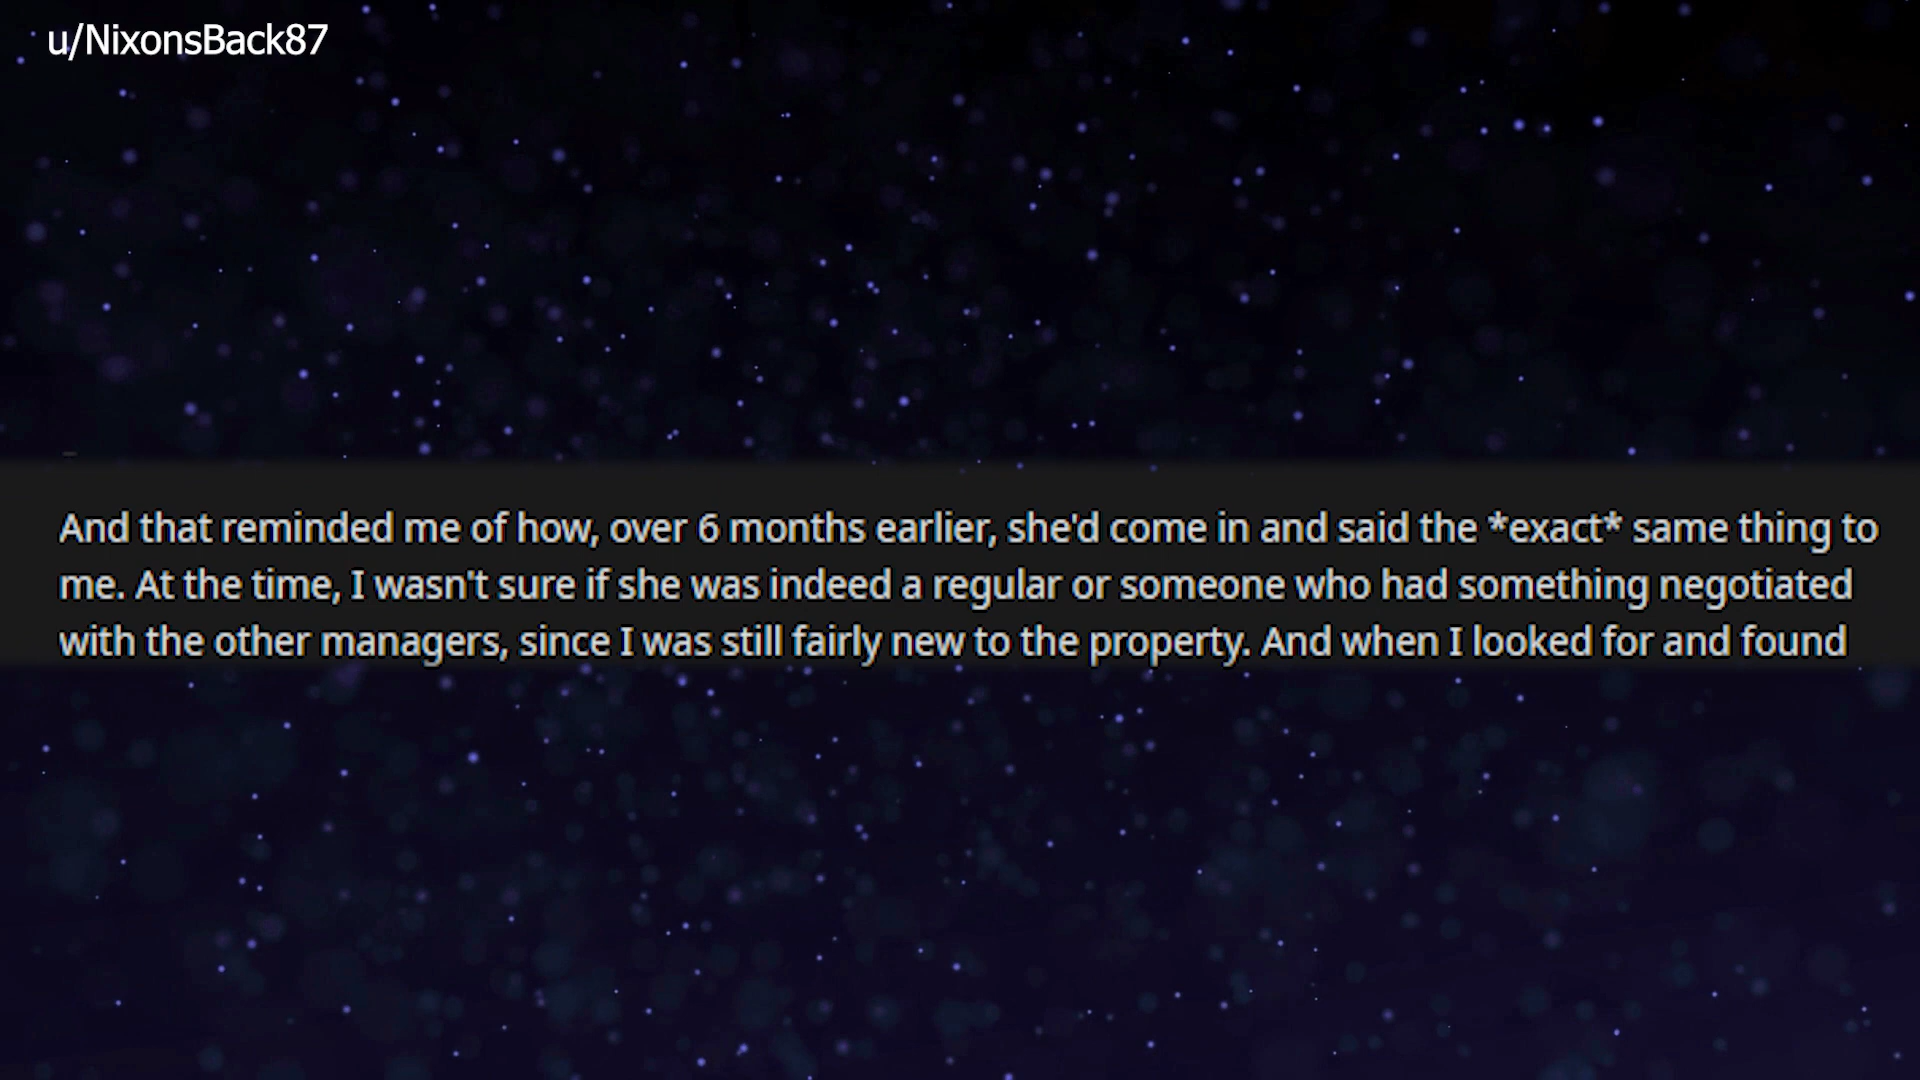 u/NixonsBack87
And that reminded me of how, over 6 months earlier, she'd come in and said the *exact* same thing to
me. At the time, I wasn't sure if she was indeed a regular or someone who had something negotiated
with the other managers, since I was still fairly new to the property. And when I looked for and found